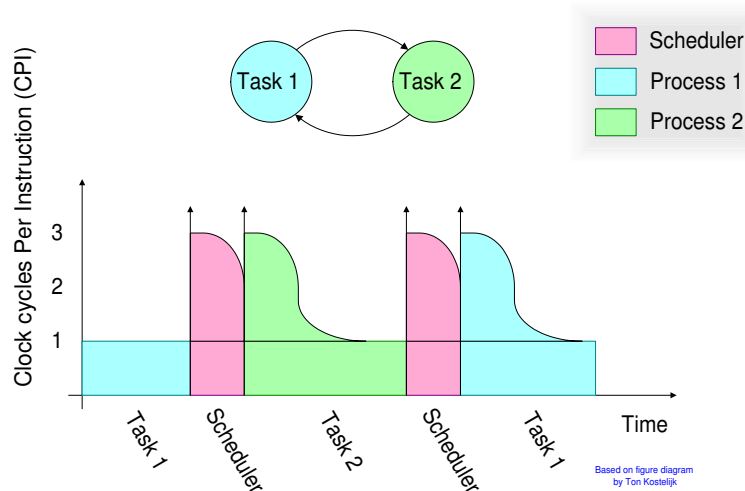 Scheduler
Process 1
Process 2
Task 1
Task 2
Clock cycles Per Instruction (CPI)
3
2
1
Time
Task 1
Scheduler
Task 2
Scheduler
Task 1
Based on figure diagram
by Ton Kostelijk